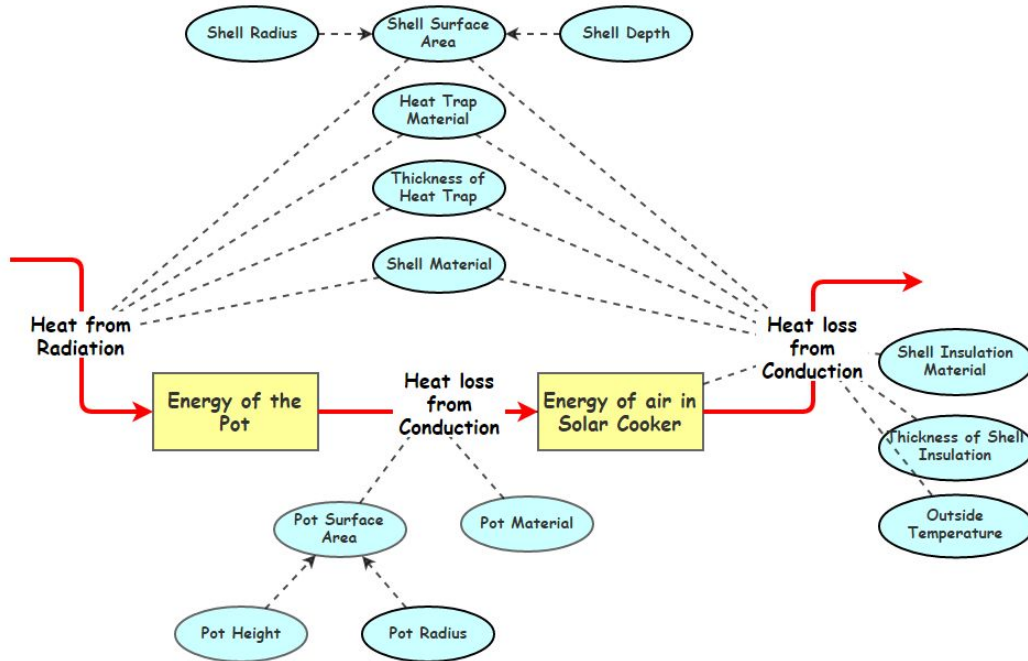 Shell Radius
Shell Surface
Area
Shell Depth
Heat Trap
Material
Thickness of
Heat Trap
Shell Material
Heat from
Radiation
Heat loss
from
Conduction
Shell Insulation
Material
Energy of the
Pot
Heat loss
from
Conduction
Energy of air in
Solar Cooker
Thickness of Shell
Insulation
Pot Surface
Area
Pot Material
Outside
Temperature
Pot Height
Pot Radius